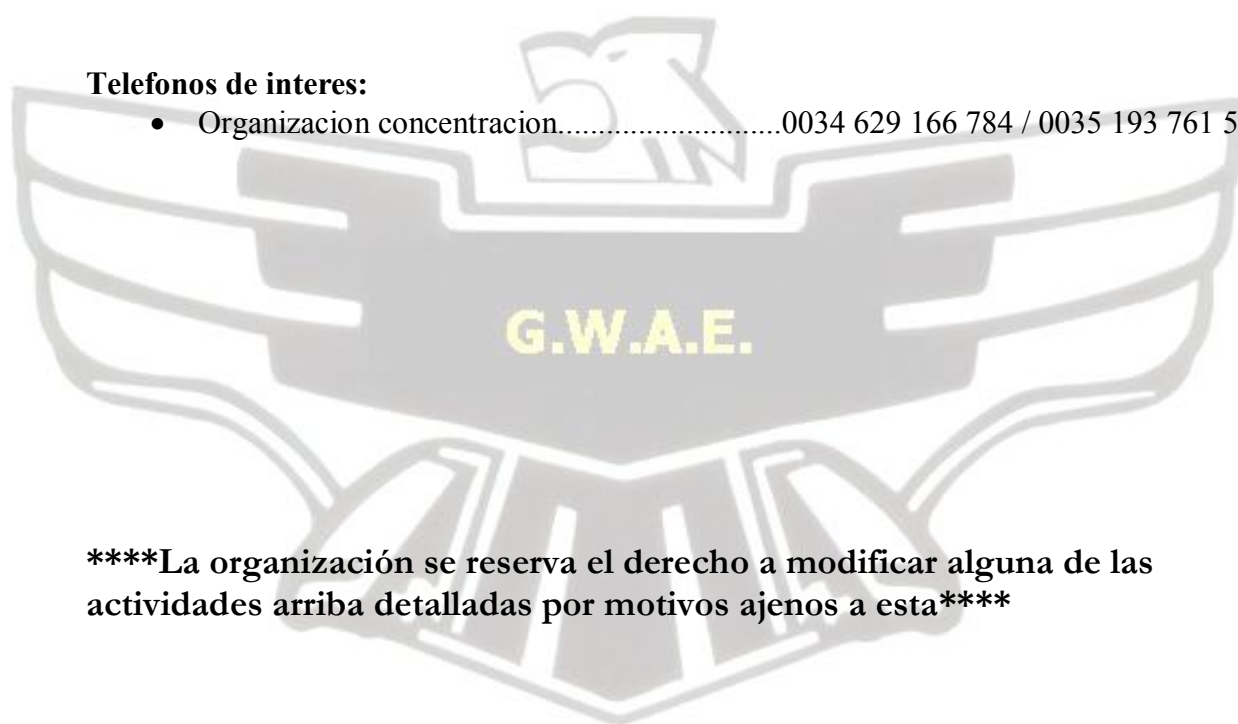 Telefonos de interes:
• Organizacion concentracion...........................0034 629 166 784 / 0035 193 761 5
G.W.A.E.
****La organización se reserva el derecho a modificar alguna de las
actividades arriba detalladas por motivos ajenos a esta****